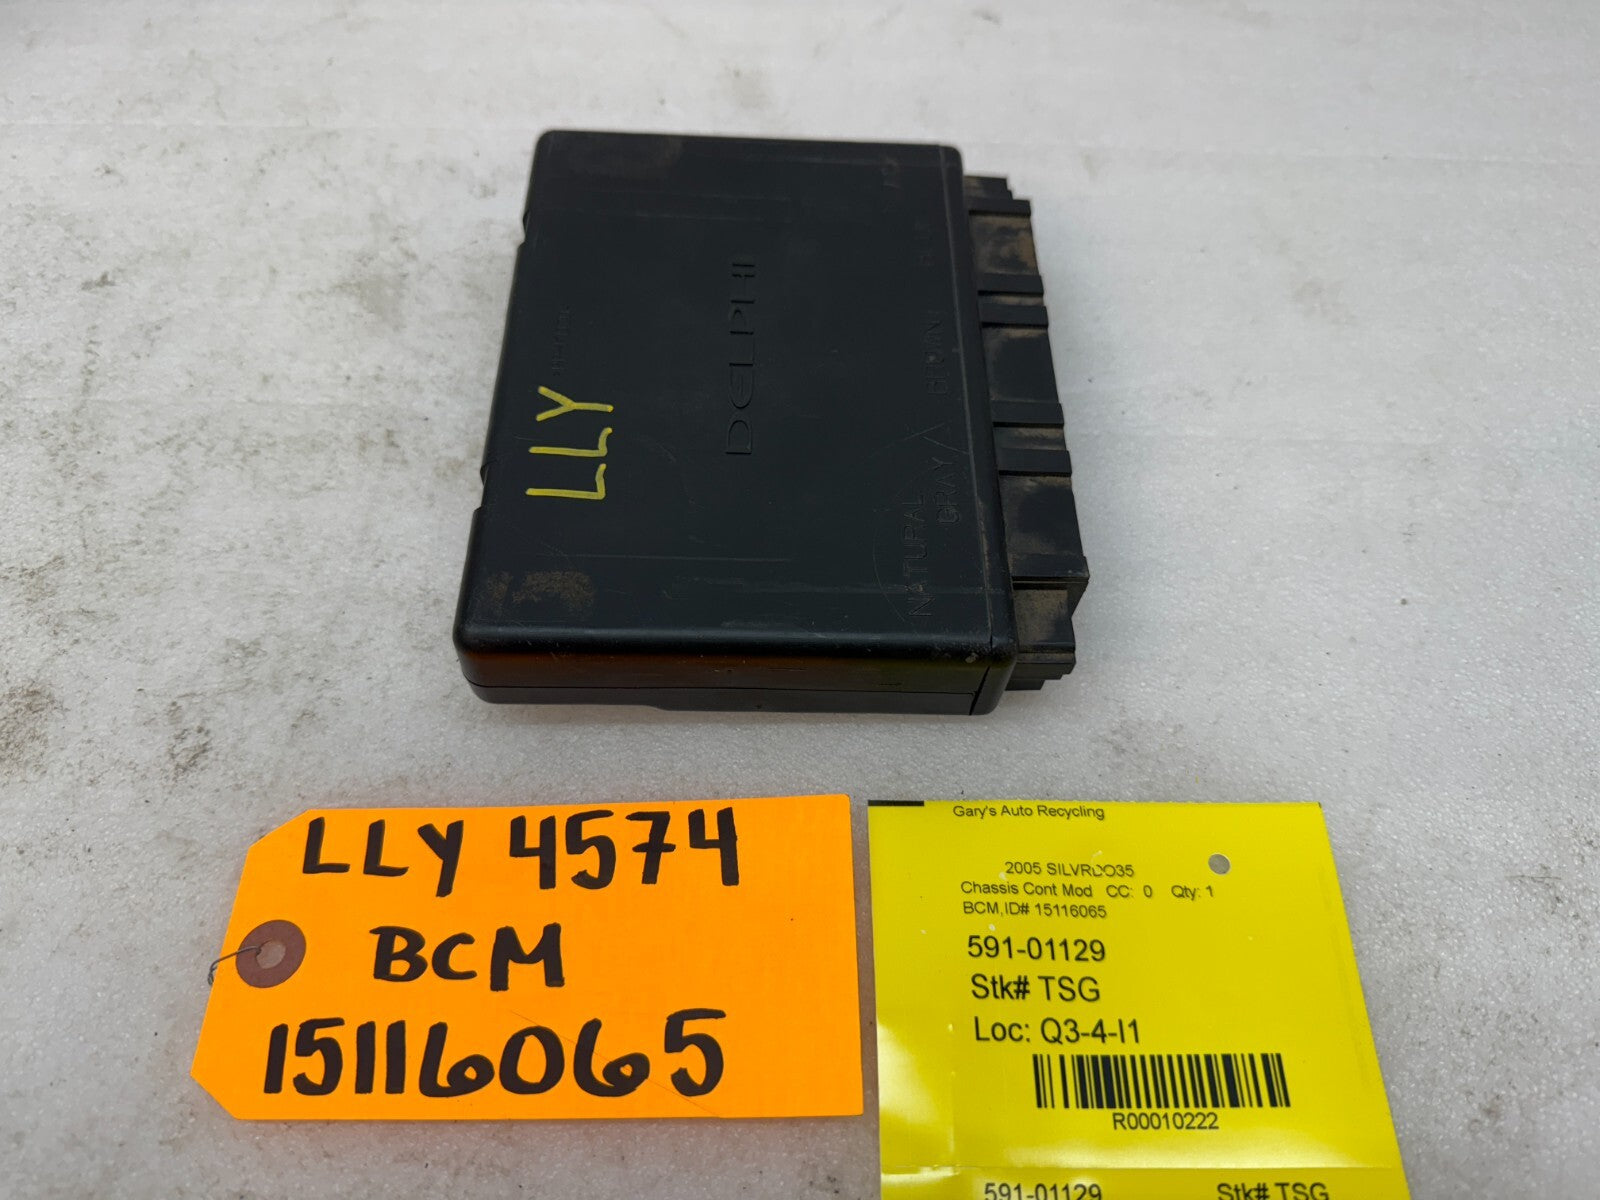 DELPHI
LLY
BROWN
NATURAL
GRAY
LLY 4574
BCM
15116065
Gary's Auto Recycling
2005 SILVRDO35
Chassis Cont Mod CC: 0 Qty: 1
BCM,ID# 15116065
591-01129
Stk# TSG
Loc: Q3-4-I1
R00010222
591-01129 Stk# TSG